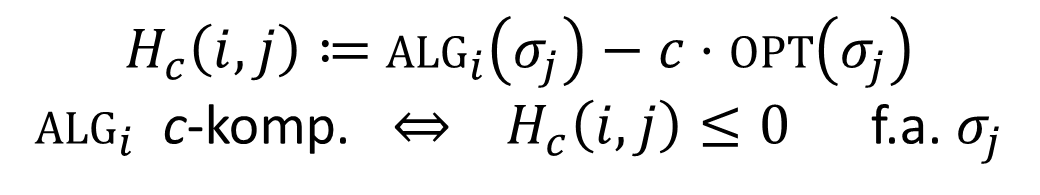 H_c(i, j) ≔ ALG_i(σ_j) − c · OPT(σ_j)
ALG_i c-komp. ⇔ H_c(i, j) ≤ 0 f.a. σ_j